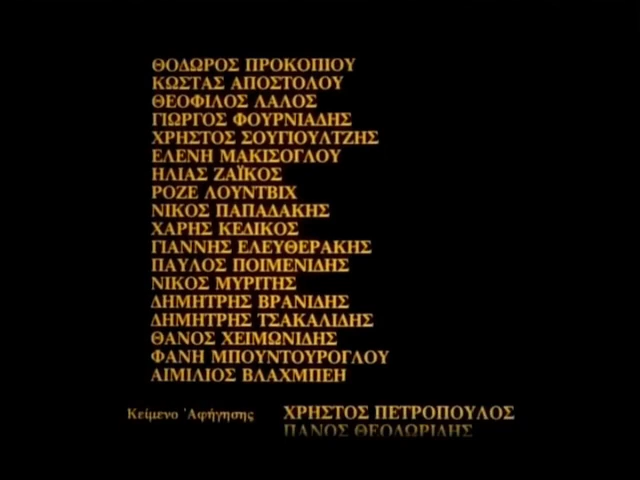 ΘΟΔΩΡΟΣ ΠΡΟΚΟΠΙΟΥ
ΚΩΣΤΑΣ ΑΠΟΣΤΟΛΟΥ
ΘΕΟΦΙΛΟΣ ΛΑΛΟΣ
ΓΙΩΡΓΟΣ ΦΟΥΡΝΙΑΔΗΣ
ΧΡΗΣΤΟΣ ΣΟΥΓΙΟΥΛΤΖΗΣ
ΕΛΕΝΗ ΜΑΚΙΣΟΓΛΟΥ
ΗΛΙΑΣ ΖΑΪΚΟΣ
ΡΟΖΕ ΛΟΥΝΤΒΙΧ
ΝΙΚΟΣ ΠΑΠΑΔΑΚΗΣ
ΧΑΡΗΣ ΚΕΔΙΚΟΣ
ΓΙΑΝΝΗΣ ΕΛΕΥΘΕΡΑΚΗΣ
ΠΑΥΛΟΣ ΠΟΙΜΕΝΙΔΗΣ
ΝΙΚΟΣ ΜΥΡΙΤΗΣ
ΔΗΜΗΤΡΗΣ ΒΡΑΝΙΔΗΣ
ΔΗΜΗΤΡΗΣ ΤΣΑΚΑΛΙΔΗΣ
ΘΑΝΟΣ ΧΕΙΜΩΝΙΔΗΣ
ΦΑΝΗ ΜΠΟΥΝΤΟΥΡΟΓΛΟΥ
ΑΙΜΙΛΙΟΣ ΒΛΑΧΜΠΕΗ
Κείμενο Ἀφήγησης ΧΡΗΣΤΟΣ ΠΕΤΡΟΠΟΥΛΟΣ
ΠΑΝΟΣ ΘΕΟΔΩΡΙΔΗΣ